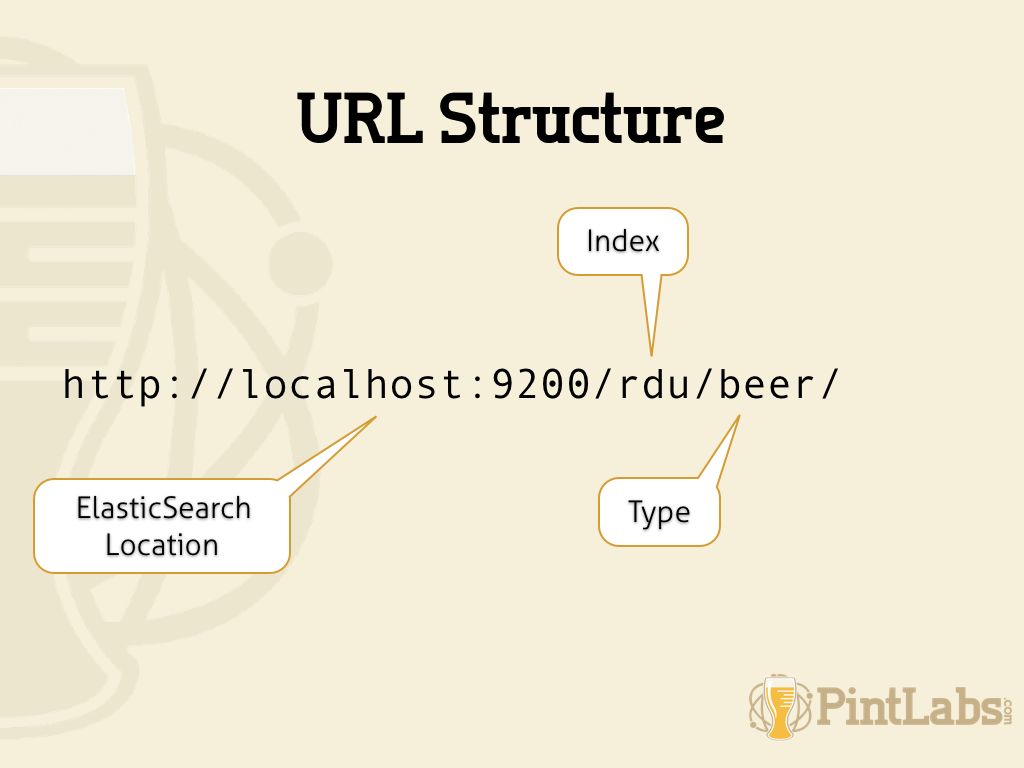 URL Structure
Index
http://localhost:9200/rdu/beer/
ElasticSearch
Location
Type
PintLabs.com